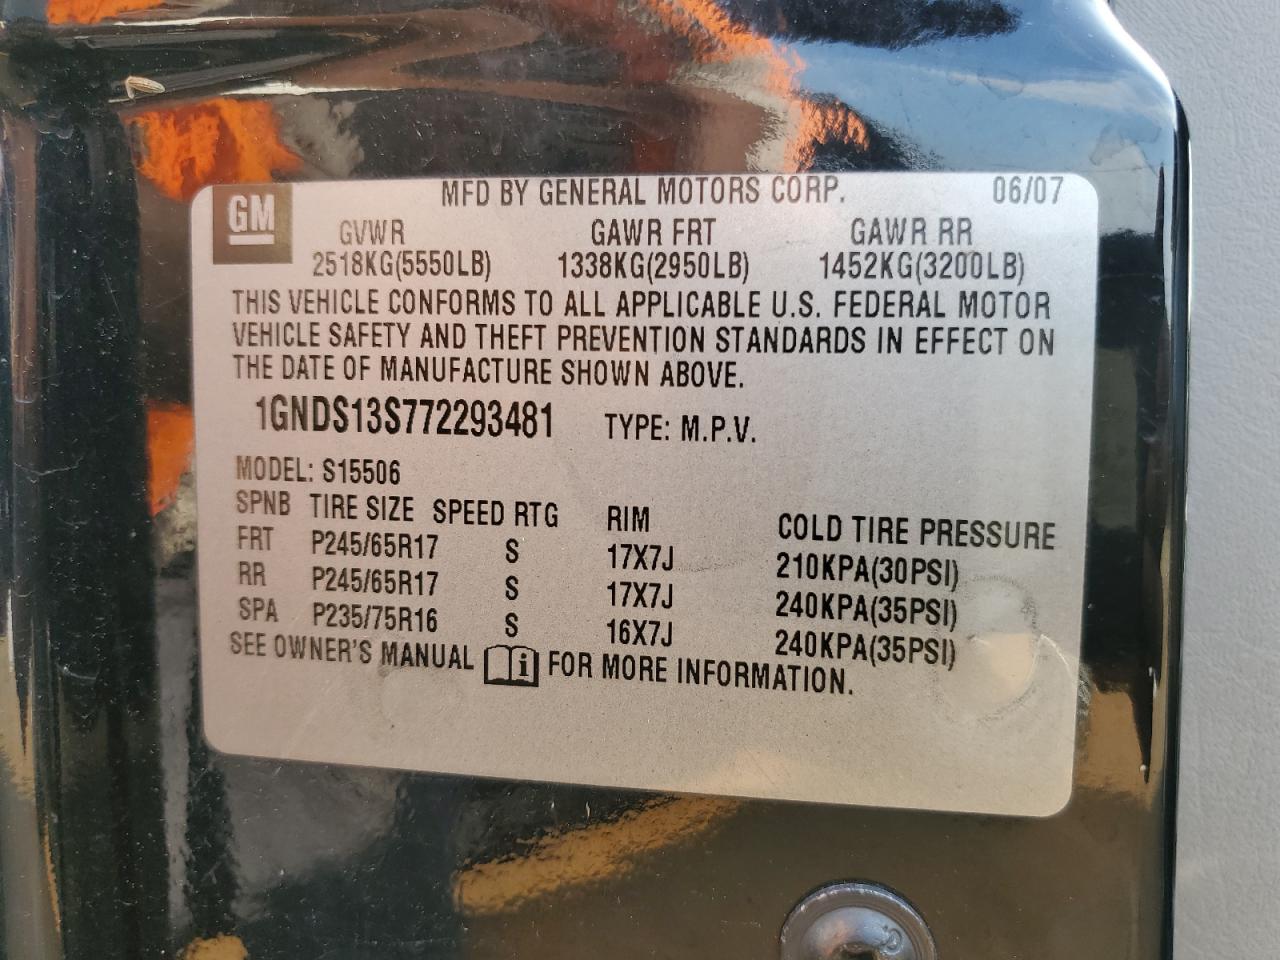 GM
MFD BY GENERAL MOTORS CORP. 06/07
GVWR GAWR FRT GAWR RR
2518KG(5550LB) 1338KG(2950LB) 1452KG(3200LB)
THIS VEHICLE CONFORMS TO ALL APPLICABLE U.S. FEDERAL MOTOR
VEHICLE SAFETY AND THEFT PREVENTION STANDARDS IN EFFECT ON
THE DATE OF MANUFACTURE SHOWN ABOVE.
1GNDS13S772293481 TYPE: M.P.V.
MODEL: S15506
SPNB TIRE SIZE SPEED RTG RIM COLD TIRE PRESSURE
FRT P245/65R17 S 17X7J 210KPA(30PSI)
RR P245/65R17 S 17X7J 240KPA(35PSI)
SPA P235/75R16 S 16X7J 240KPA(35PSI)
SEE OWNER'S MANUAL FOR MORE INFORMATION.